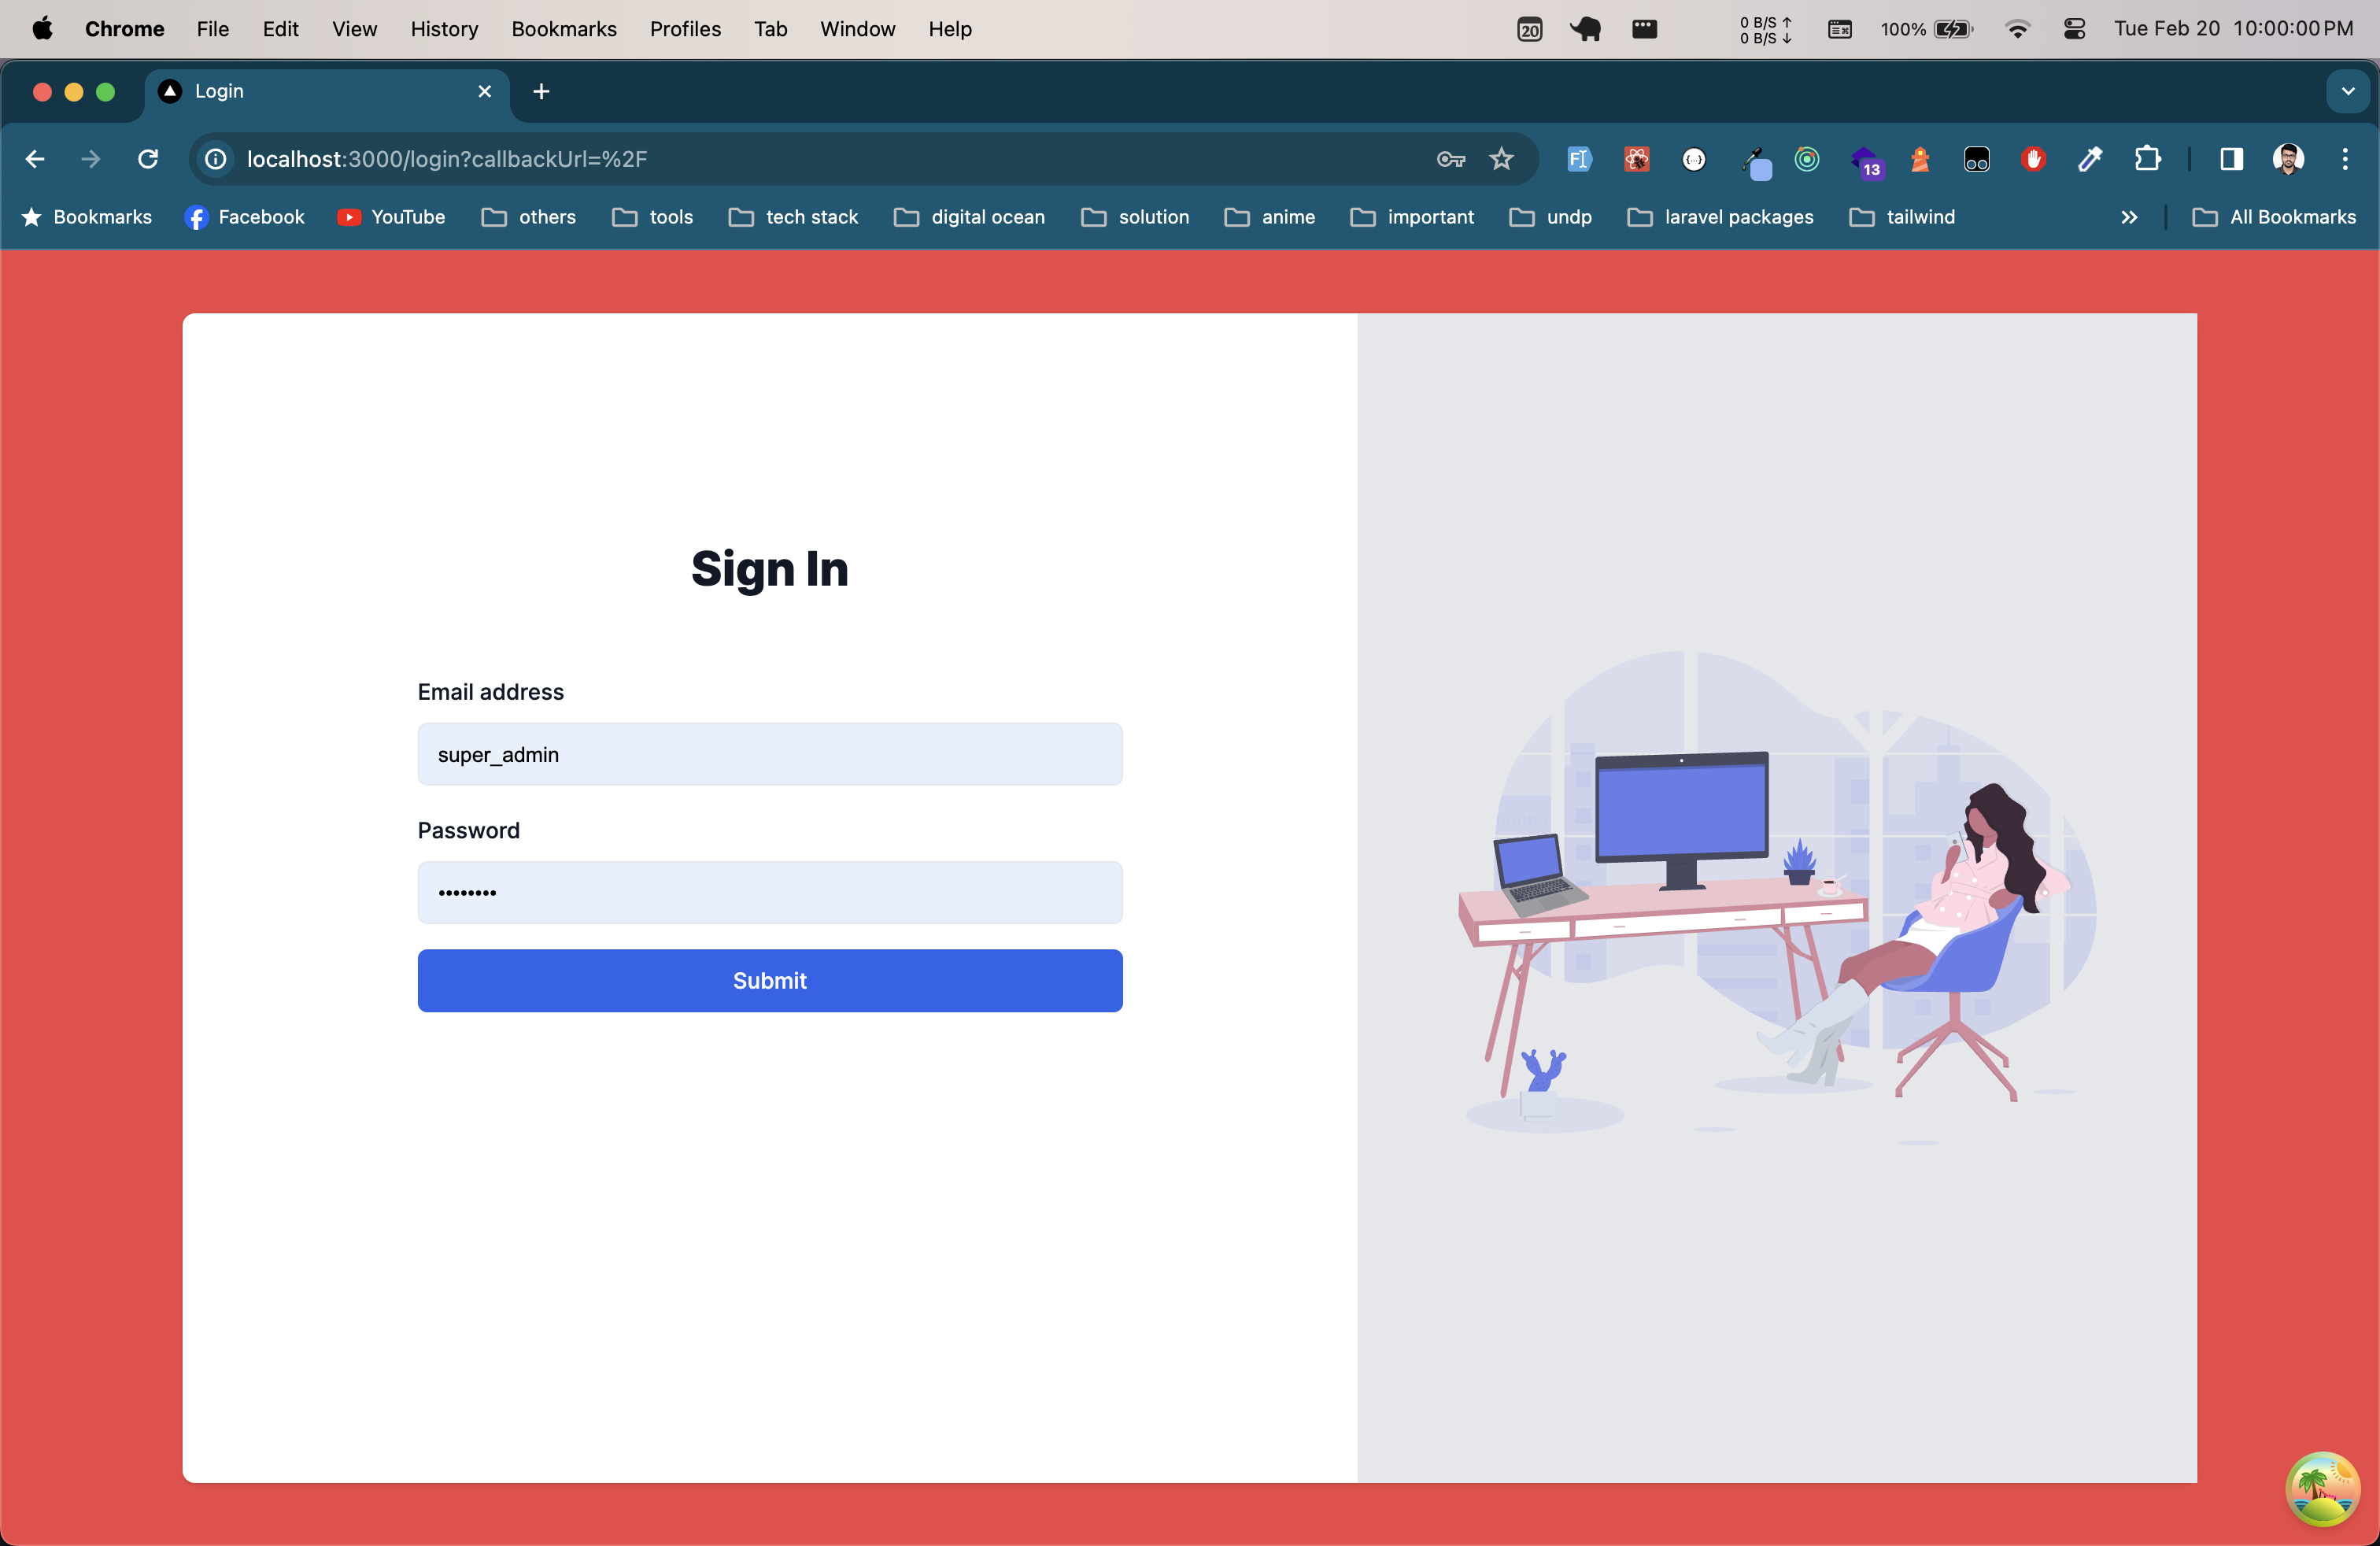 Chrome File Edit View History Bookmarks Profiles Tab Window Help 20 0 B/S ↑ 100% Tue Feb 20 10:00:00 PM
0 B/S ↓
Login
localhost:3000/login?callbackUrl=%2F 13
Bookmarks Facebook YouTube others tools tech stack digital ocean solution anime important undp laravel packages tailwind » All Bookmarks
Sign In
Email address
super_admin
Password
••••••••
Submit